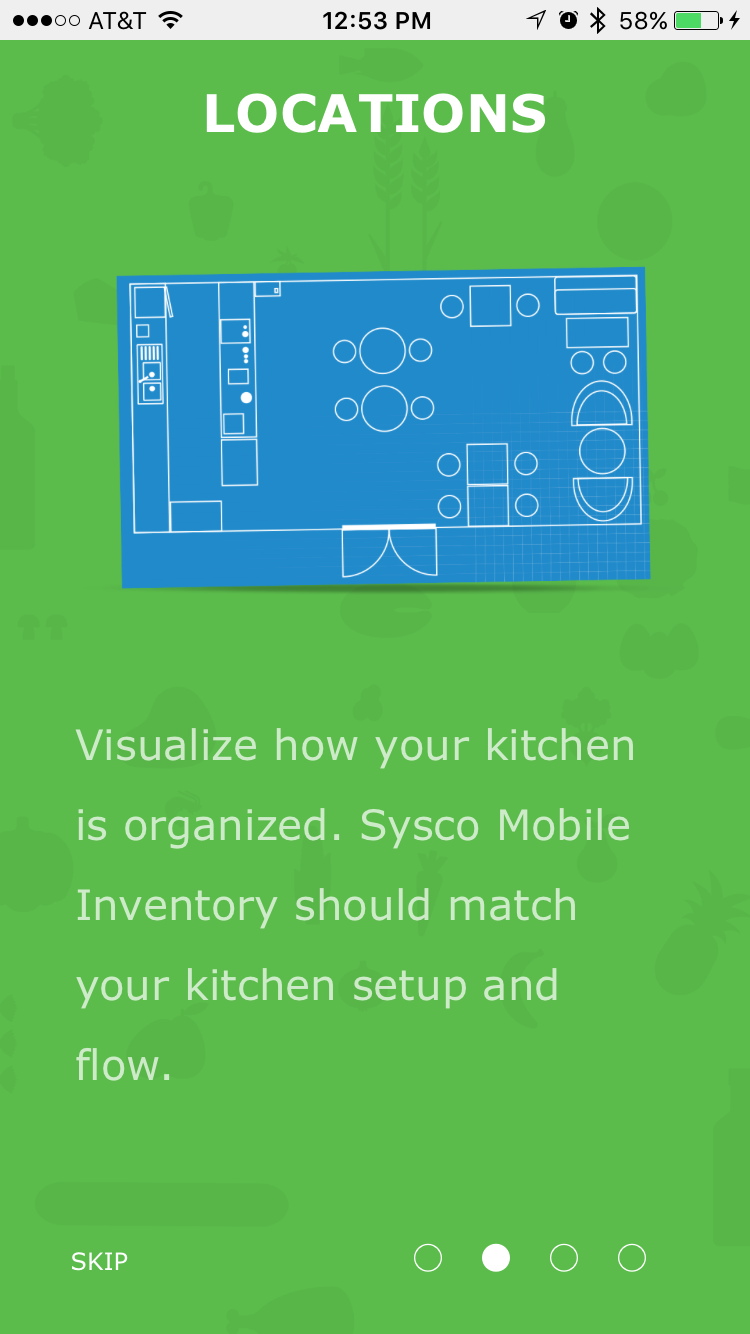 AT&T 12:53 PM 58%
LOCATIONS
Visualize how your kitchen
is organized. Sysco Mobile
Inventory should match
your kitchen setup and
flow.
SKIP